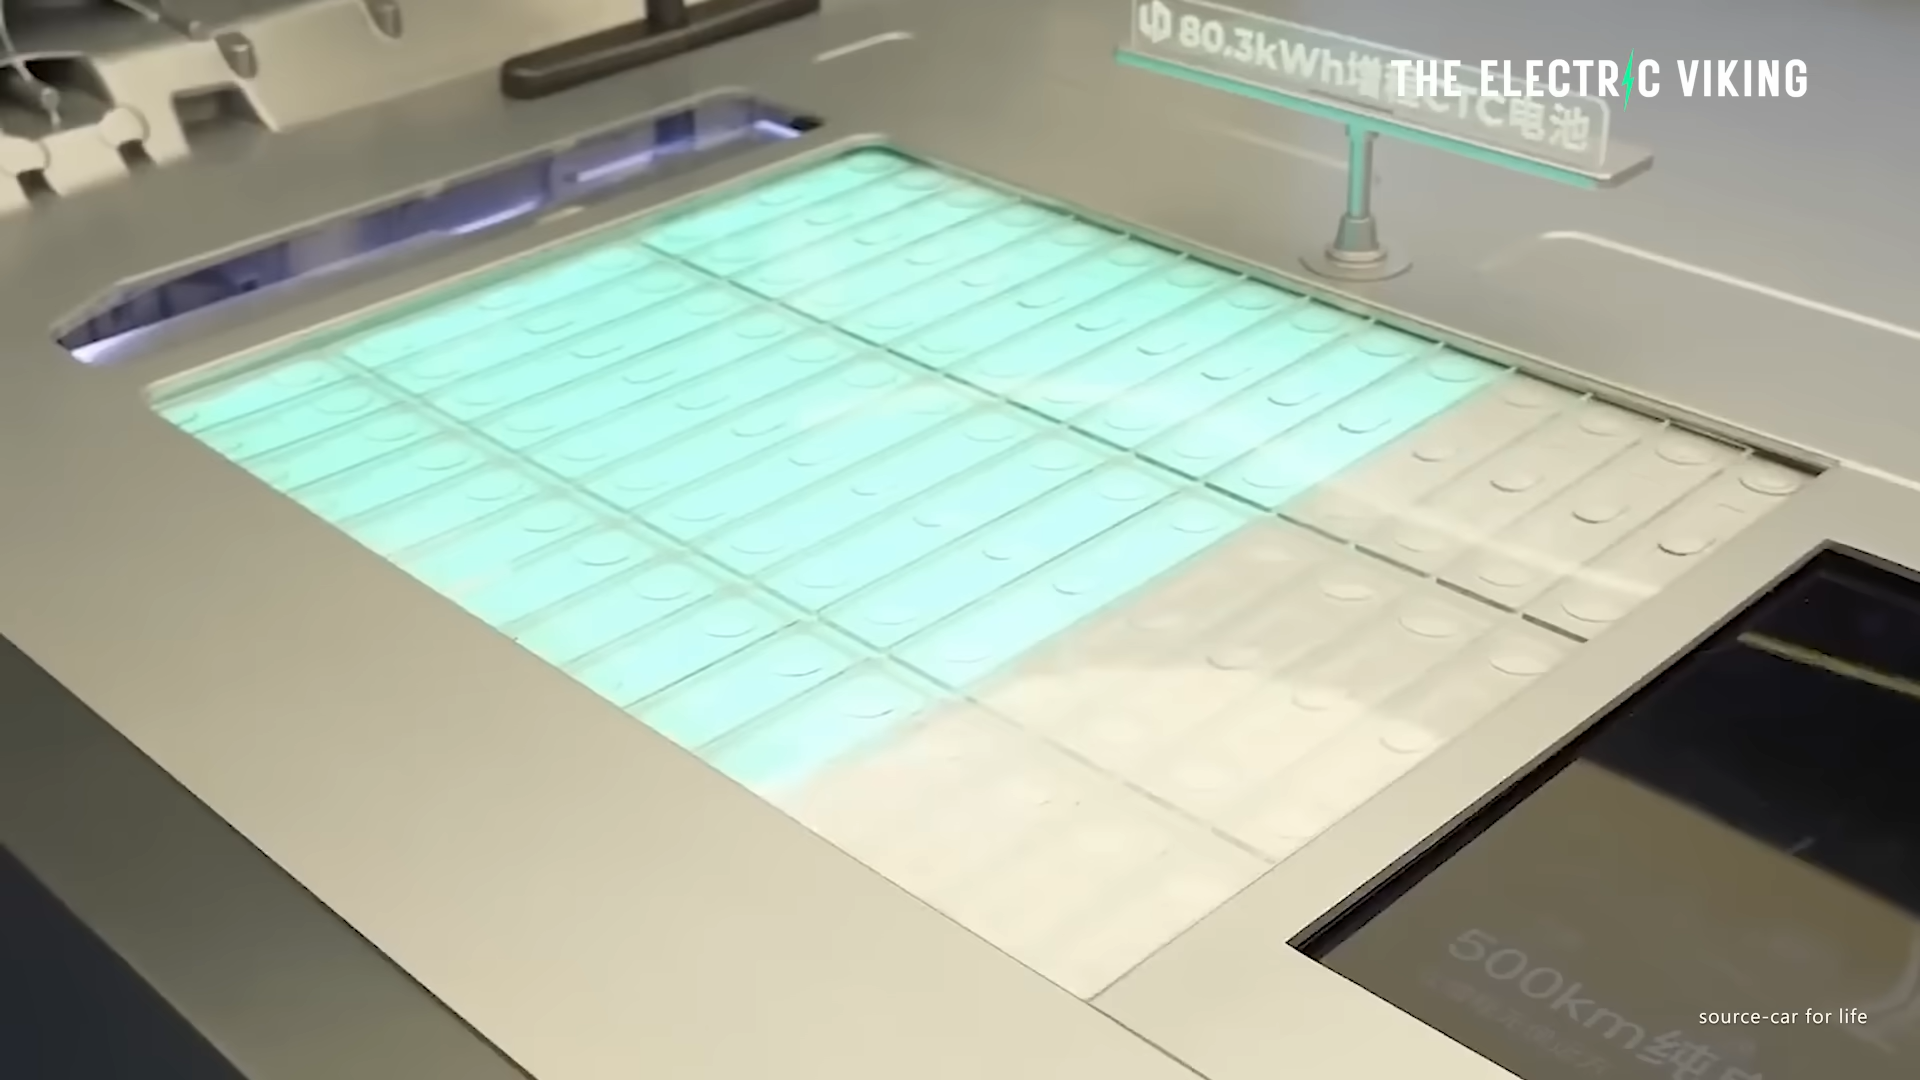 80.3kWh增程CTC电池
THE ELECTRIC VIKING
500km纯
source-car for life